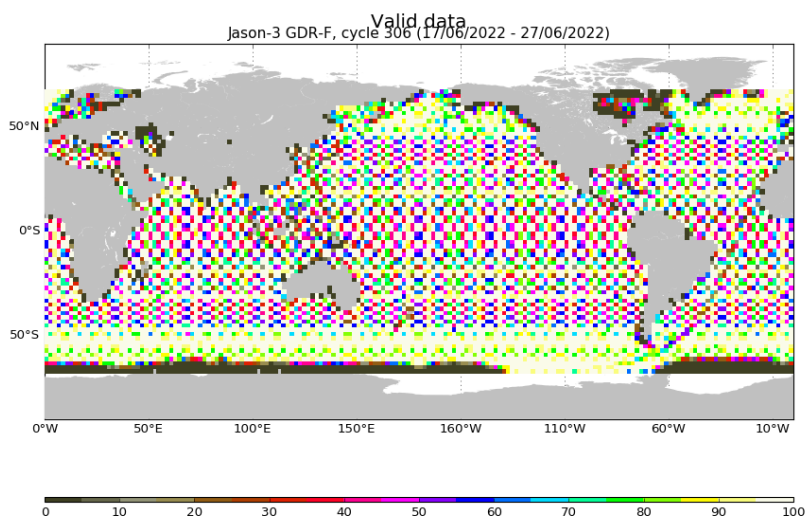 Valid data
Jason-3 GDR-F, cycle 306 (17/06/2022 - 27/06/2022)
50°N
0°S
50°S
0°W 50°E 100°E 150°E 160°W 110°W 60°W 10°W
0 10 20 30 40 50 60 70 80 90 100